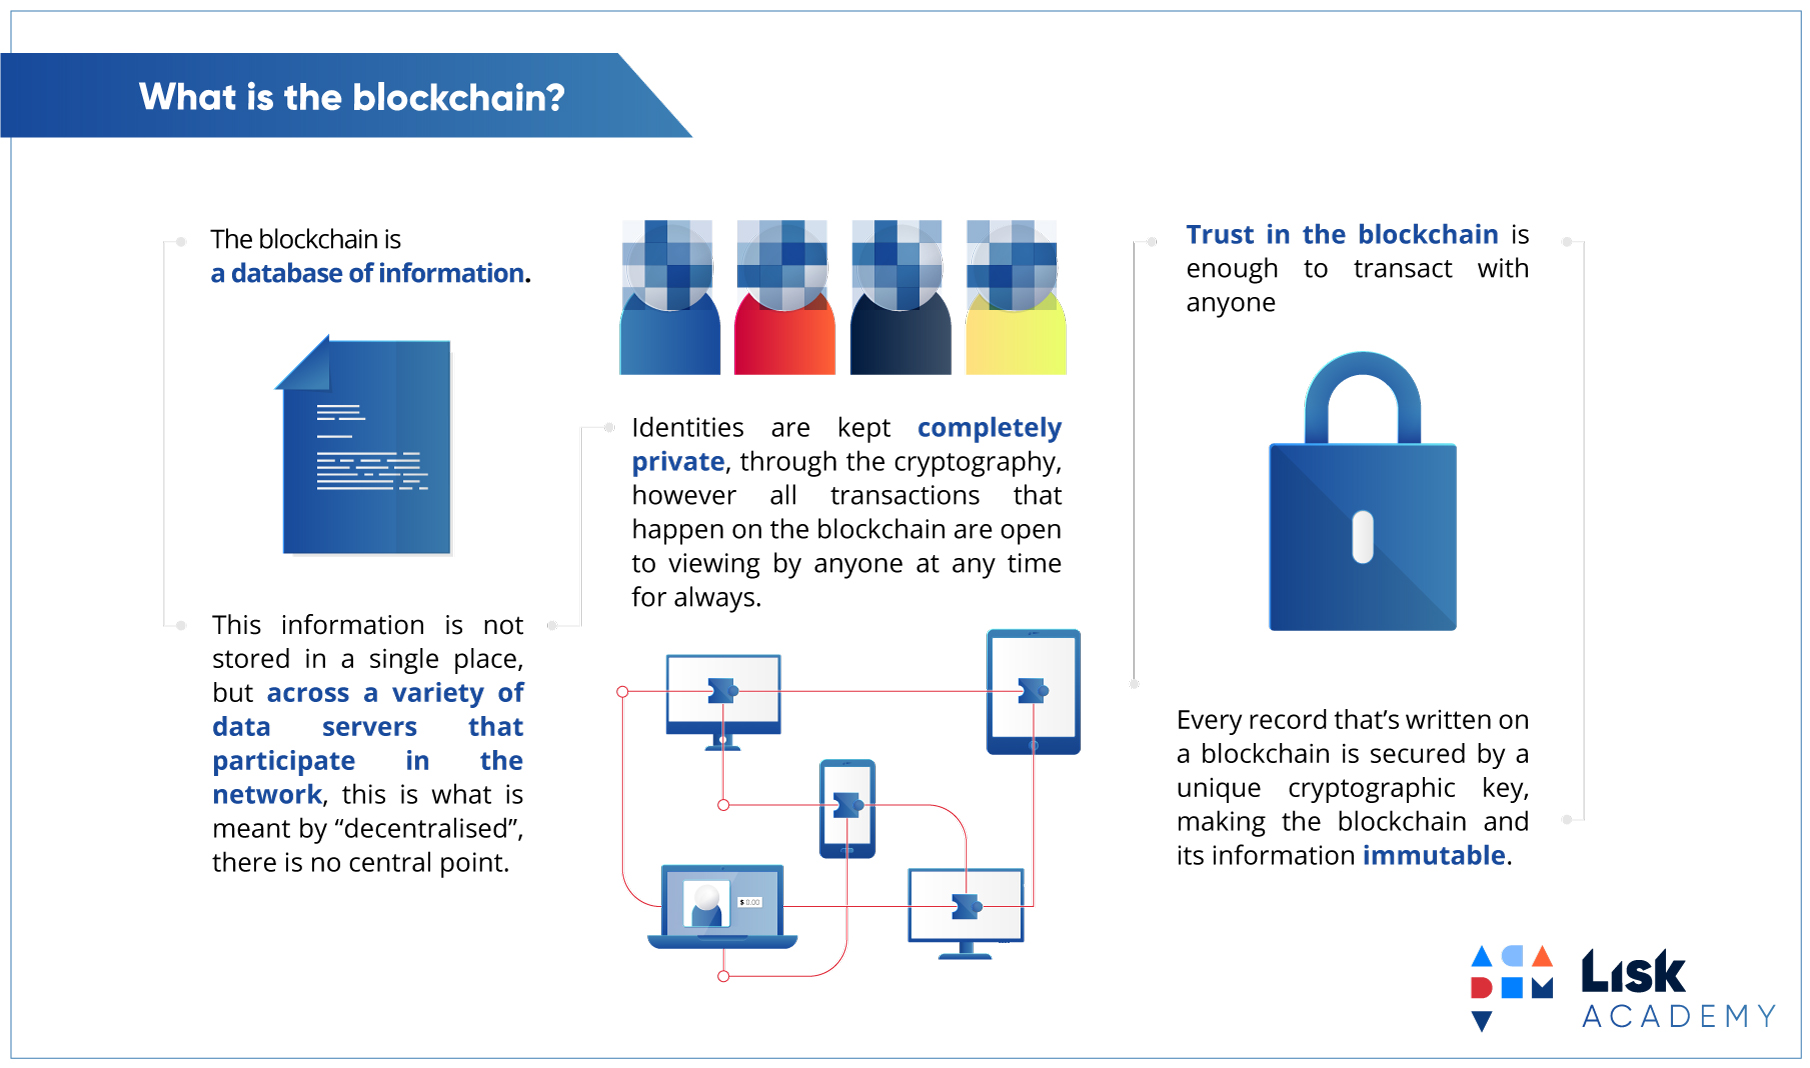 What is the blockchain?
The blockchain is
a database of information.
This information is not
stored in a single place,
but across a variety of
data servers that
participate in the
network, this is what is
meant by “decentralised”,
there is no central point.
Identities are kept completely
private, through the cryptography,
however all transactions that
happen on the blockchain are open
to viewing by anyone at any time
for always.
$ 0.00
Trust in the blockchain is
enough to transact with
anyone
Every record that’s written on
a blockchain is secured by a
unique cryptographic key,
making the blockchain and
its information immutable.
Lisk
ACADEMY